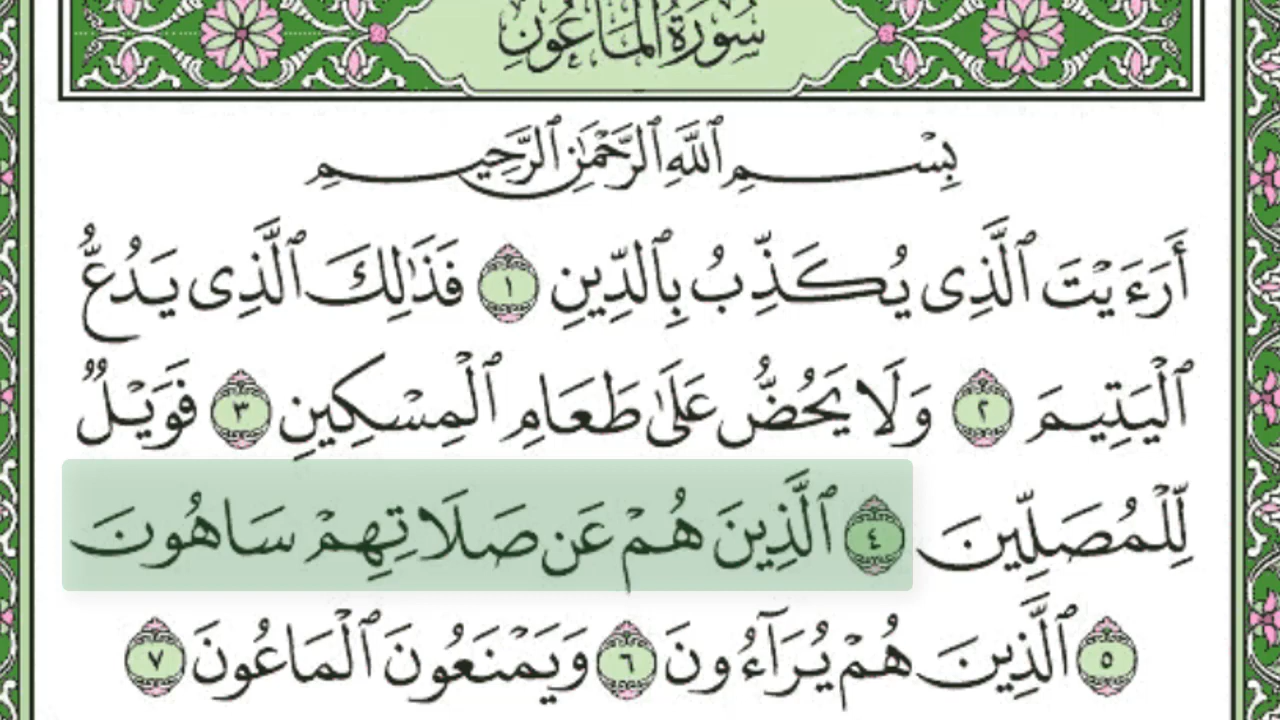 سُورَةُ الْمَاعُونِ
بِسْمِ ٱللَّهِ ٱلرَّحْمَٰنِ ٱلرَّحِيمِ
أَرَءَيْتَ ٱلَّذِى يُكَذِّبُ بِٱلدِّينِ ١ فَذَٰلِكَ ٱلَّذِى يَدُعُّ
ٱلْيَتِيمَ ٢ وَلَا يَحُضُّ عَلَىٰ طَعَامِ ٱلْمِسْكِينِ ٣ فَوَيْلٌ
لِّلْمُصَلِّينَ ٤ ٱلَّذِينَ هُمْ عَن صَلَاتِهِمْ سَاهُونَ
٥ ٱلَّذِينَ هُمْ يُرَآءُونَ ٦ وَيَمْنَعُونَ ٱلْمَاعُونَ ٧